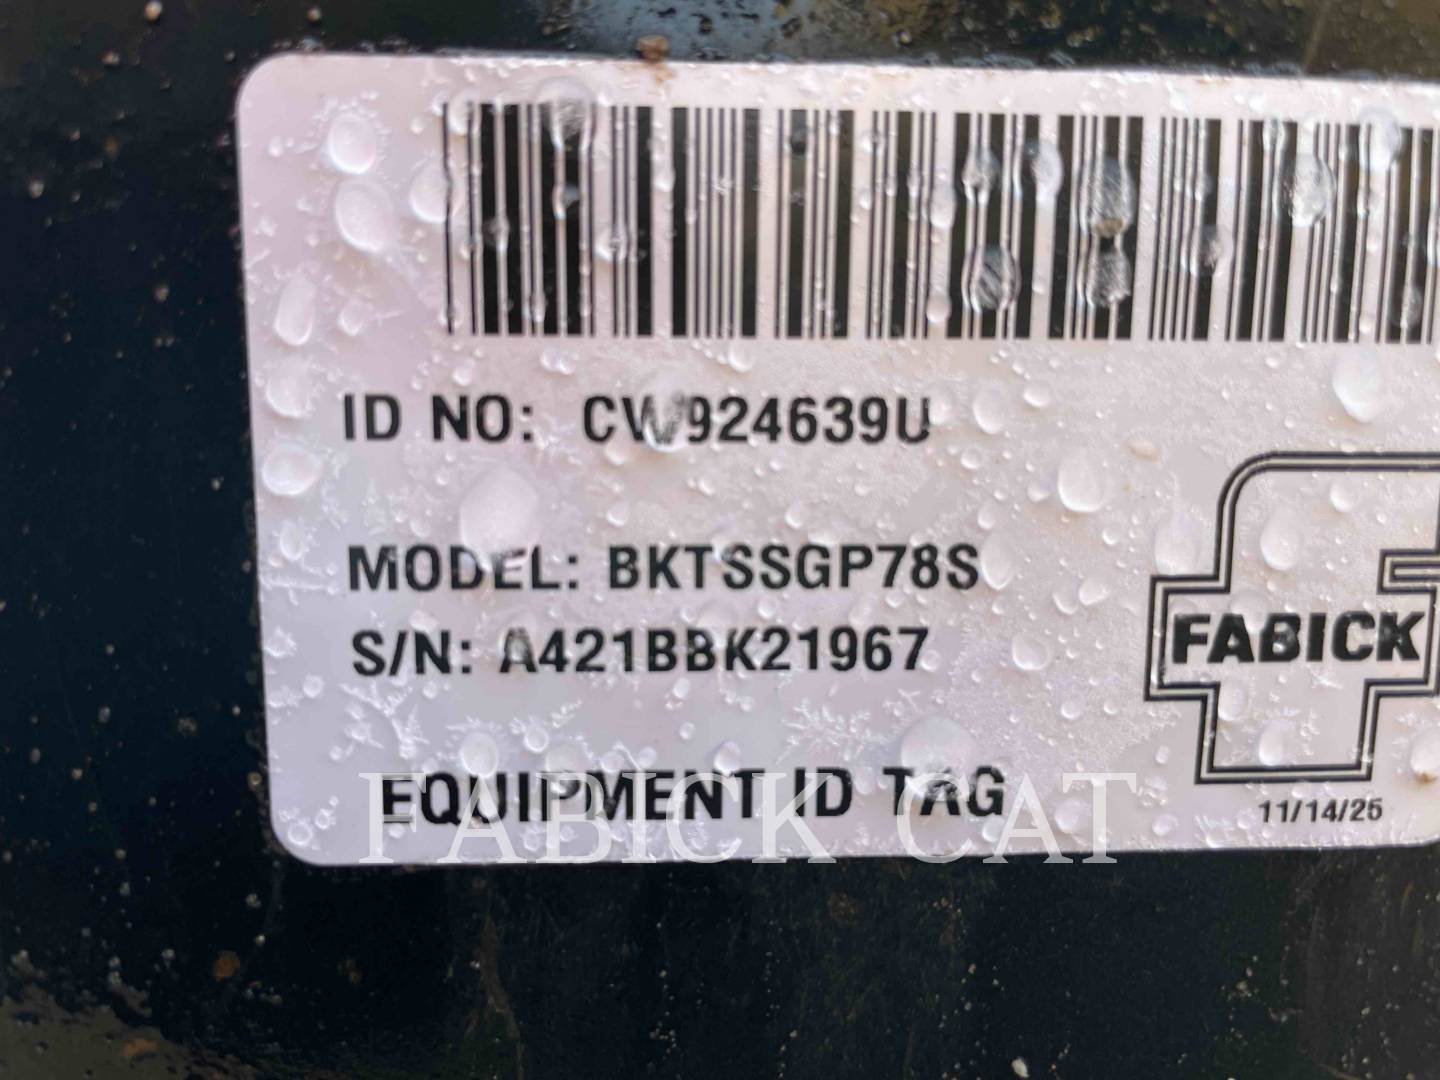 ID NO: CW924639U
MODEL: BKTSSGP78S
S/N: A421BBK21967
FABICK
EQUIPMENT ID TAG
11/14/25
FABICK CAT